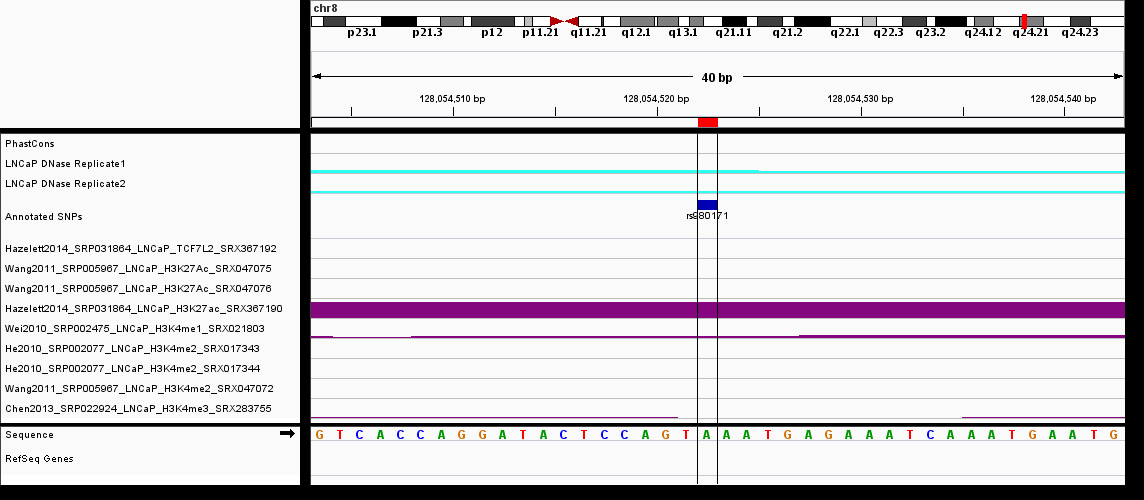 chr8
p23.1 p21.3 p12 p11.21 q11.21 q12.1 q13.1 q21.11 q21.2 q22.1 q22.3 q23.2 q24.12 q24.21 q24.23
40 bp
128,054,510 bp 128,054,520 bp 128,054,530 bp 128,054,540 bp
PhastCons
LNCaP DNase Replicate1
LNCaP DNase Replicate2
Annotated SNPs
rs980171
Hazelett2014_SRP031864_LNCaP_TCF7L2_SRX367192
Wang2011_SRP005967_LNCaP_H3K27Ac_SRX047075
Wang2011_SRP005967_LNCaP_H3K27Ac_SRX047076
Hazelett2014_SRP031864_LNCaP_H3K27ac_SRX367190
Wei2010_SRP002475_LNCaP_H3K4me1_SRX021803
He2010_SRP002077_LNCaP_H3K4me2_SRX017343
He2010_SRP002077_LNCaP_H3K4me2_SRX017344
Wang2011_SRP005967_LNCaP_H3K4me2_SRX047072
Chen2013_SRP022924_LNCaP_H3K4me3_SRX283755
Sequence G T C A C C A G G A T A C T C C A G T A A A T G A G A A A T C A A A T G A A T G
RefSeq Genes